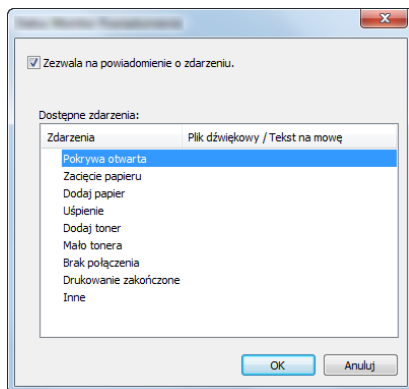 Zezwala na powiadomienie o zdarzeniu.
Dostępne zdarzenia:
Zdarzenia Plik dźwiękowy / Tekst na mowę
Pokrywa otwarta
Zacięcie papieru
Dodaj papier
Uśpienie
Dodaj toner
Mało tonera
Brak połączenia
Drukowanie zakończone
Inne
OK Anuluj